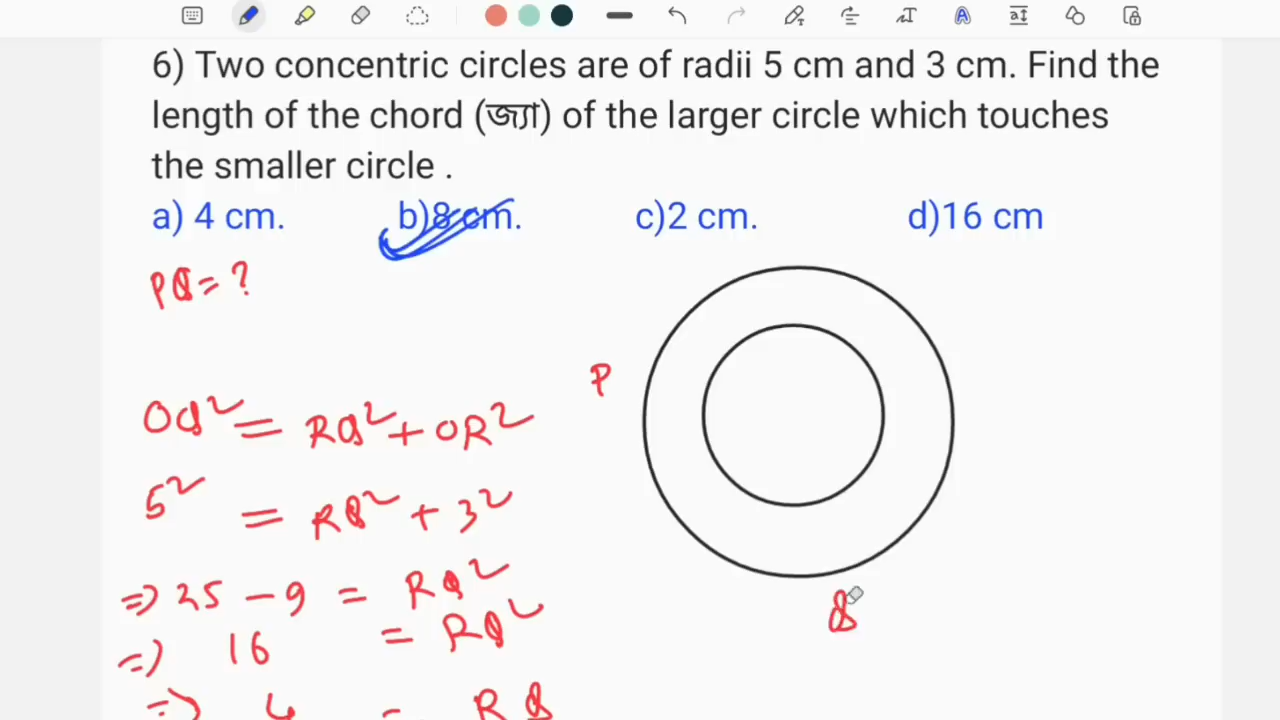 6) Two concentric circles are of radii 5 cm and 3 cm. Find the
length of the chord (জ্যা) of the larger circle which touches
the smaller circle .
a) 4 cm. b)8 cm. c)2 cm. d)16 cm
PQ = ?
P
OQ² = RQ² + OR²
5² = RQ² + 3²
=> 25 - 9 = RQ²
Q
=> 16 = RQ²
=> 4 = RQ